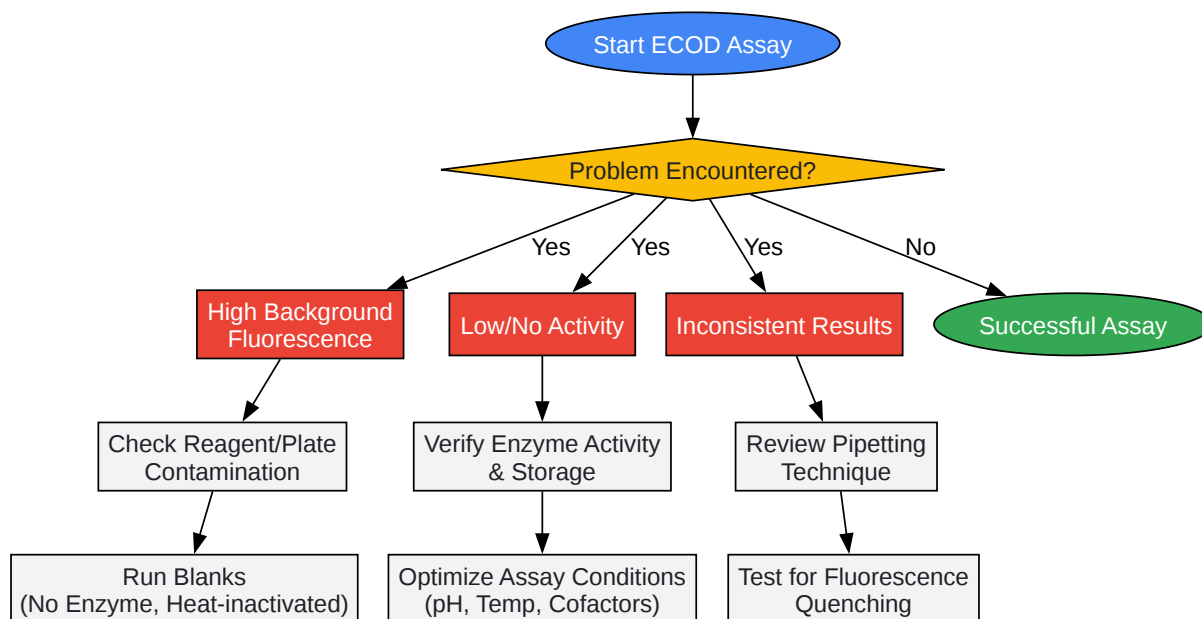 Start ECOD Assay
Problem Encountered?
Yes
Yes
Yes
No
High Background
Fluorescence
Low/No Activity
Inconsistent Results
Successful Assay
Check Reagent/Plate
Contamination
Verify Enzyme Activity
& Storage
Review Pipetting
Technique
Run Blanks
(No Enzyme, Heat-inactivated)
Optimize Assay Conditions
(pH, Temp, Cofactors)
Test for Fluorescence
Quenching